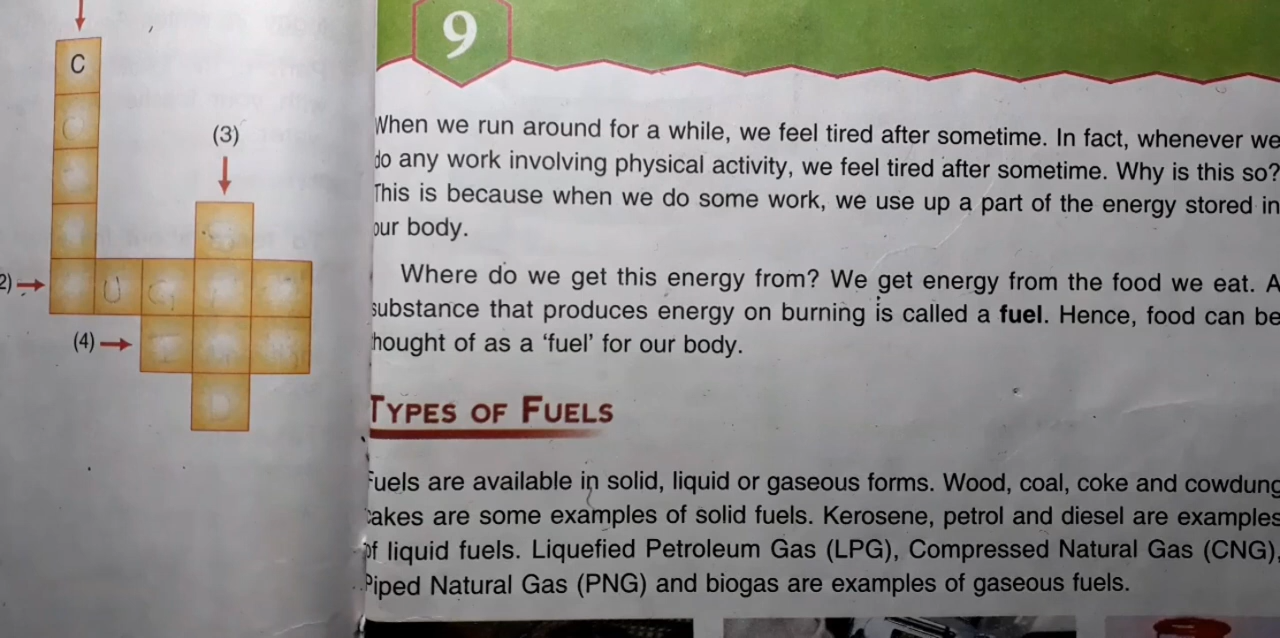 C
(3)
U
(4)
D
9
When we run around for a while, we feel tired after sometime. In fact, whenever we
do any work involving physical activity, we feel tired after sometime. Why is this so?
This is because when we do some work, we use up a part of the energy stored in
our body.
Where do we get this energy from? We get energy from the food we eat. A
substance that produces energy on burning is called a fuel. Hence, food can be
hought of as a ‘fuel’ for our body.
TYPES OF FUELS
Fuels are available in solid, liquid or gaseous forms. Wood, coal, coke and cowdung
cakes are some examples of solid fuels. Kerosene, petrol and diesel are examples
of liquid fuels. Liquefied Petroleum Gas (LPG), Compressed Natural Gas (CNG),
Piped Natural Gas (PNG) and biogas are examples of gaseous fuels.